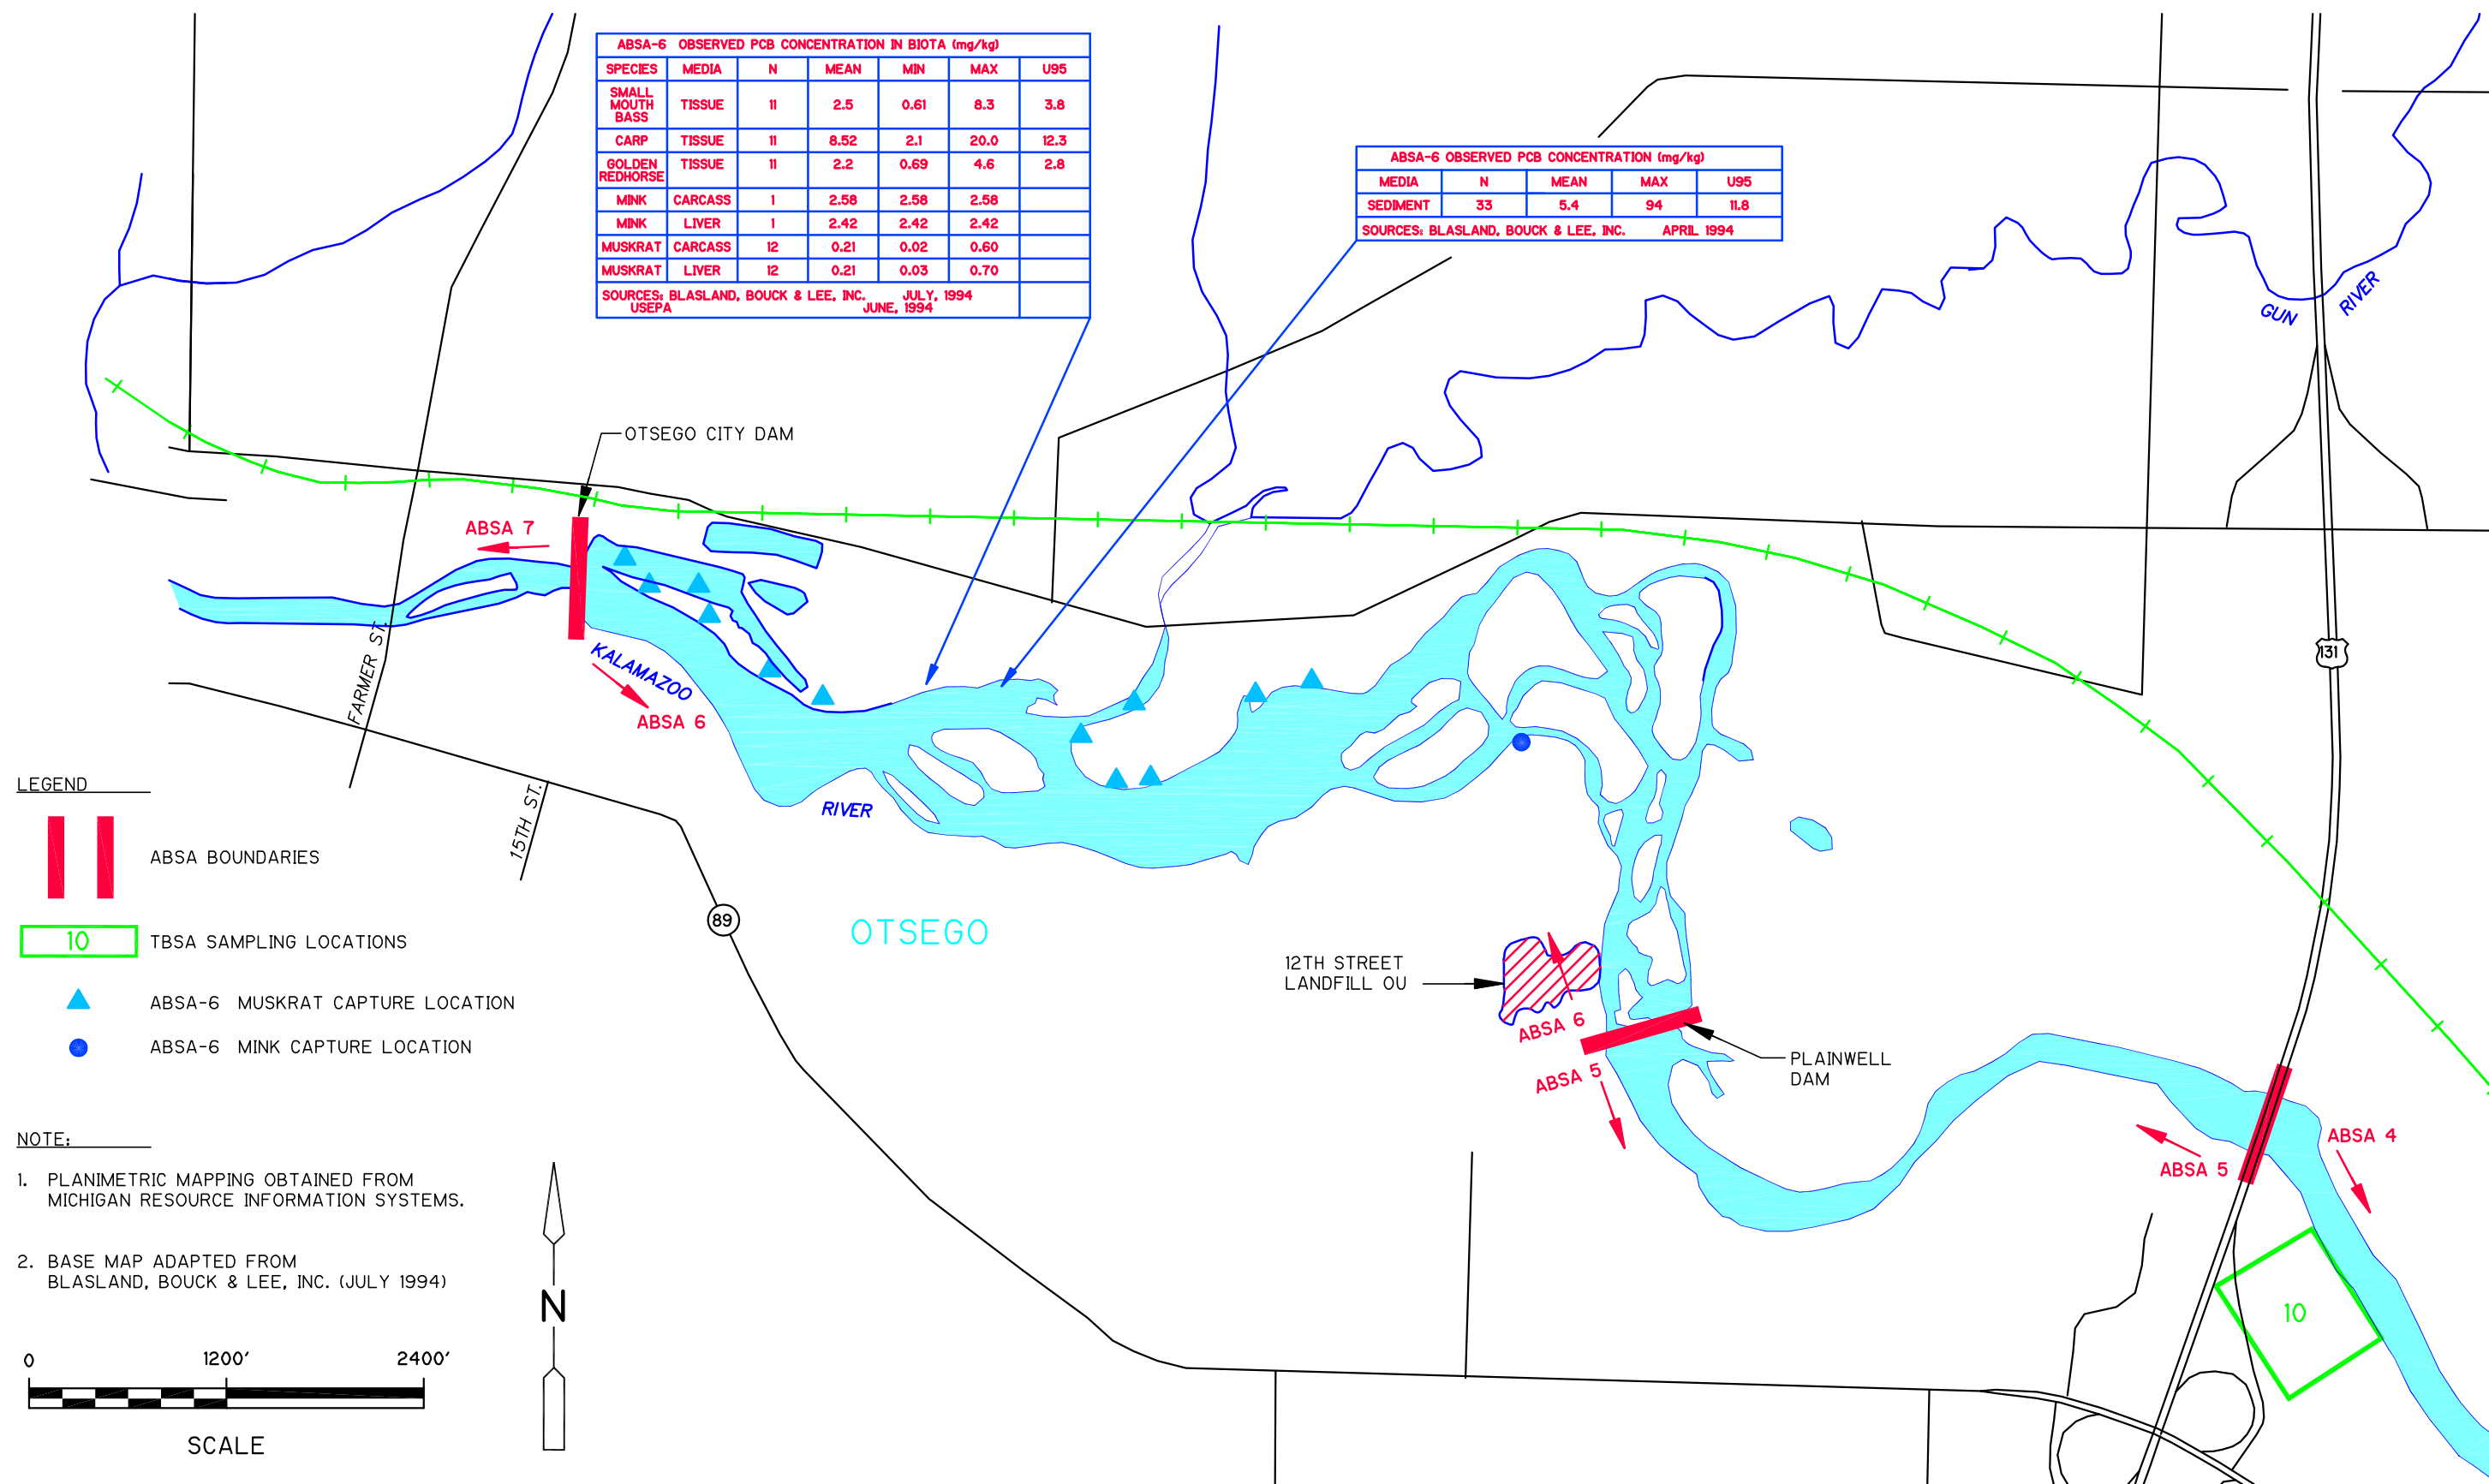 ABSA-6 OBSERVED PCB CONCENTRATION IN BIOTA (mg/kg)
SPECIES MEDIA N MEAN MIN MAX U95
SMALL
MOUTH
BASS
TISSUE 11 2.5 0.61 8.3 3.8
CARP TISSUE 11 8.52 2.1 20.0 12.3
GOLDEN
REDHORSE
TISSUE 11 2.2 0.69 4.6 2.8
MINK CARCASS 1 2.58 2.58 2.58
MINK LIVER 1 2.42 2.42 2.42
MUSKRAT CARCASS 12 0.21 0.02 0.60
MUSKRAT LIVER 12 0.21 0.03 0.70
SOURCES: BLASLAND, BOUCK & LEE, INC. JULY, 1994
USEPA JUNE, 1994
ABSA-6 OBSERVED PCB CONCENTRATION (mg/kg)
MEDIA N MEAN MAX U95
SEDIMENT 33 5.4 94 11.8
SOURCES: BLASLAND, BOUCK & LEE, INC. APRIL 1994
GUN
RIVER
OTSEGO CITY DAM
ABSA 7
KALAMAZOO
ABSA 6
FARMER ST.
131
RIVER
15TH ST.
89
OTSEGO
12TH STREET
LANDFILL OU
ABSA 6
ABSA 5
PLAINWELL
DAM
ABSA 4
ABSA 5
10
LEGEND
ABSA BOUNDARIES
10 TBSA SAMPLING LOCATIONS
ABSA-6 MUSKRAT CAPTURE LOCATION
ABSA-6 MINK CAPTURE LOCATION
NOTE:
1. PLANIMETRIC MAPPING OBTAINED FROM
MICHIGAN RESOURCE INFORMATION SYSTEMS.
2. BASE MAP ADAPTED FROM
BLASLAND, BOUCK & LEE, INC. (JULY 1994)
N
0 1200' 2400'
SCALE